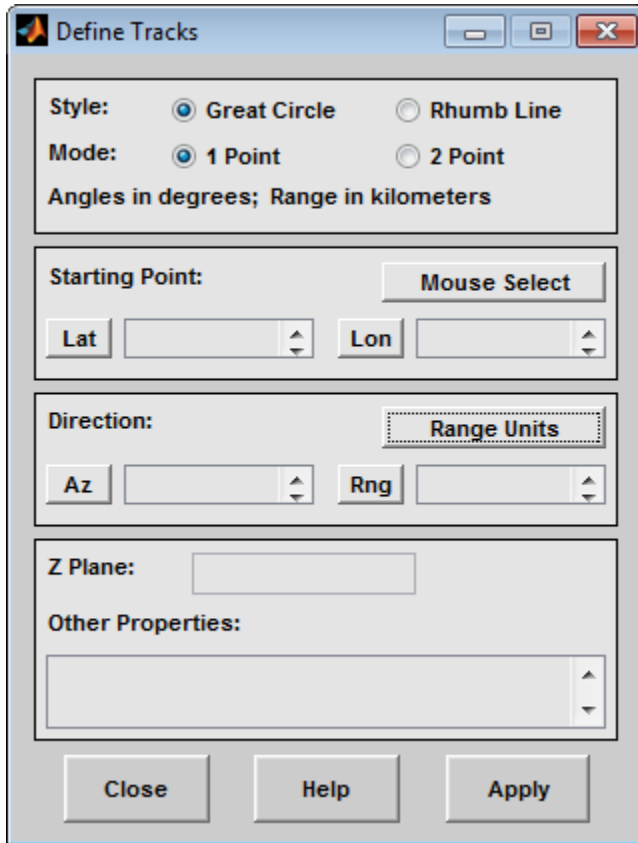 Define Tracks
Style: Great Circle Rhumb Line
Mode: 1 Point 2 Point
Angles in degrees; Range in kilometers
Starting Point: Mouse Select
Lat Lon
Direction: Range Units
Az Rng
Z Plane:
Other Properties:
Close Help Apply